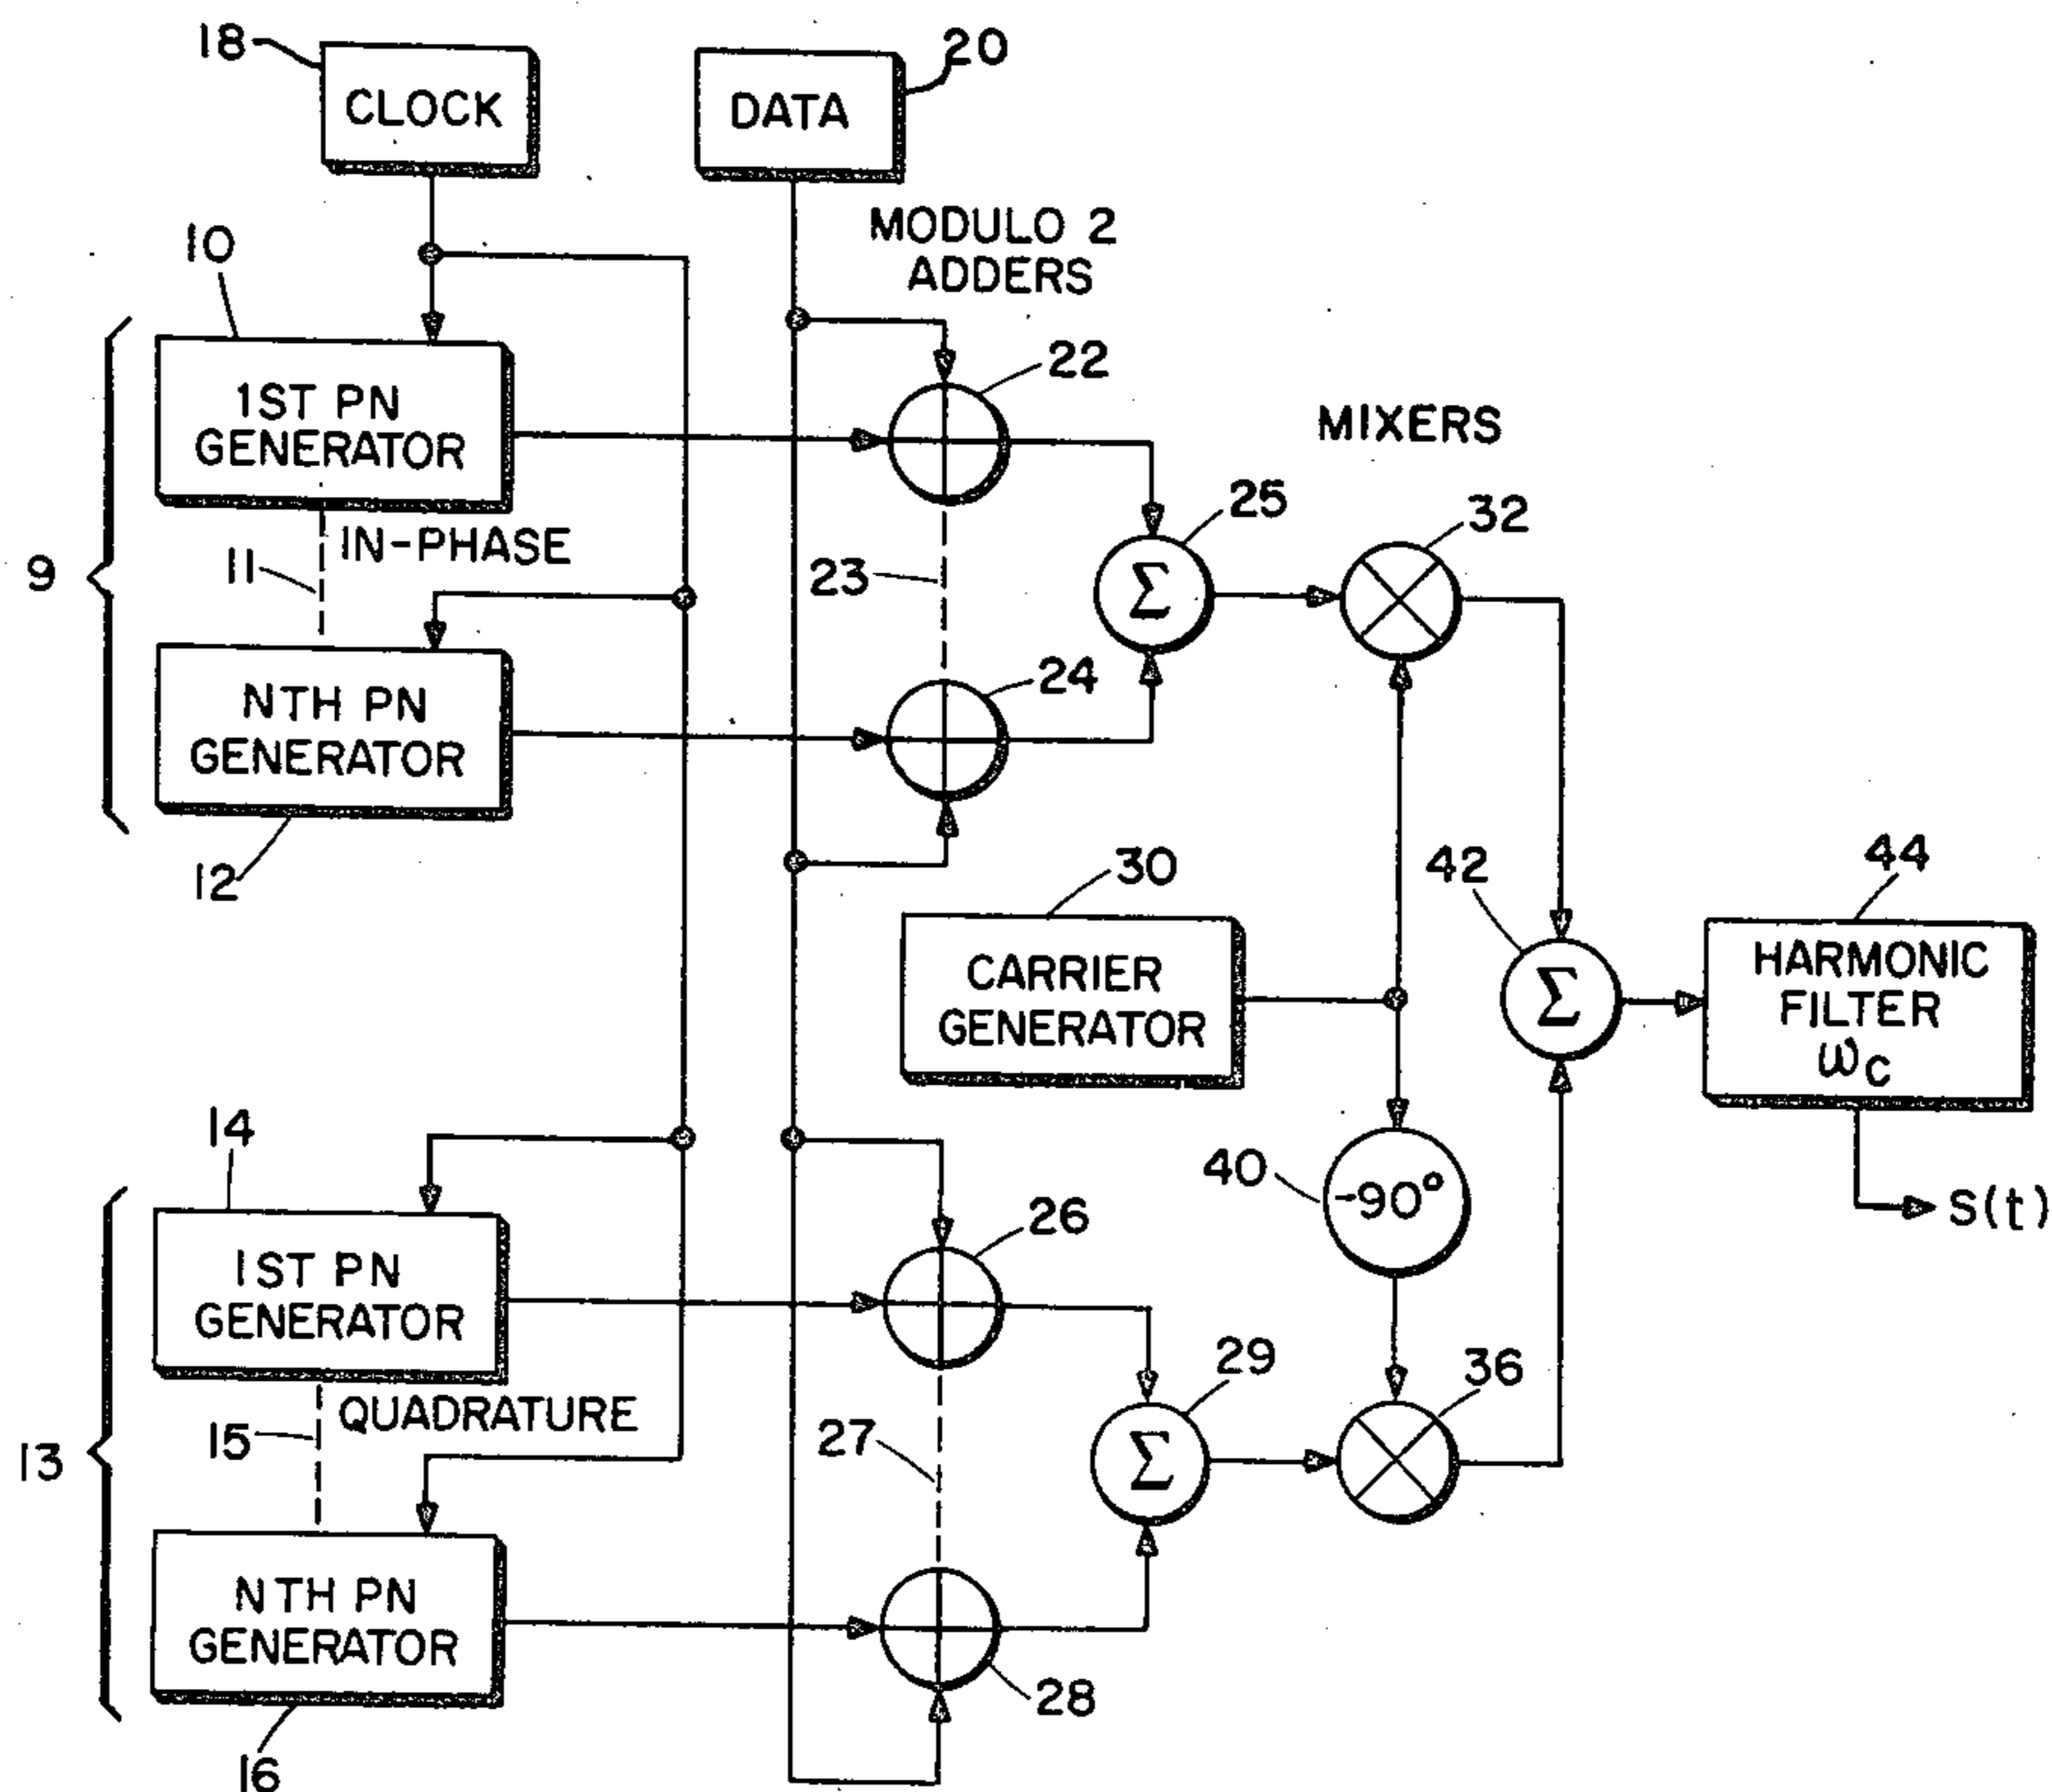 18
CLOCK
DATA
20
MODULO 2
ADDERS
10
1ST PN
GENERATOR
22
MIXERS
9
11
IN-PHASE
23
25
32
NTH PN
GENERATOR
24
12
30
42
44
CARRIER
GENERATOR
Σ
Σ
HARMONIC
FILTER
ωC
14
40
-90°
S(t)
1ST PN
GENERATOR
26
13
15
QUADRATURE
27
29
36
Σ
NTH PN
GENERATOR
28
16